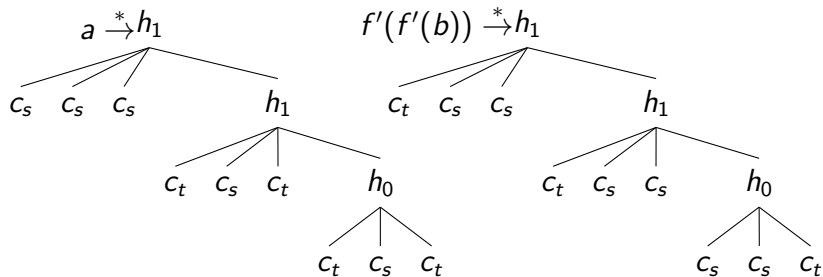 a →* h₁ f′(f′(b)) →* h₁
c_s c_s c_s h₁ c_t c_s c_s h₁
c_t c_s c_t h₀ c_t c_s c_s h₀
c_t c_s c_t c_s c_s c_t